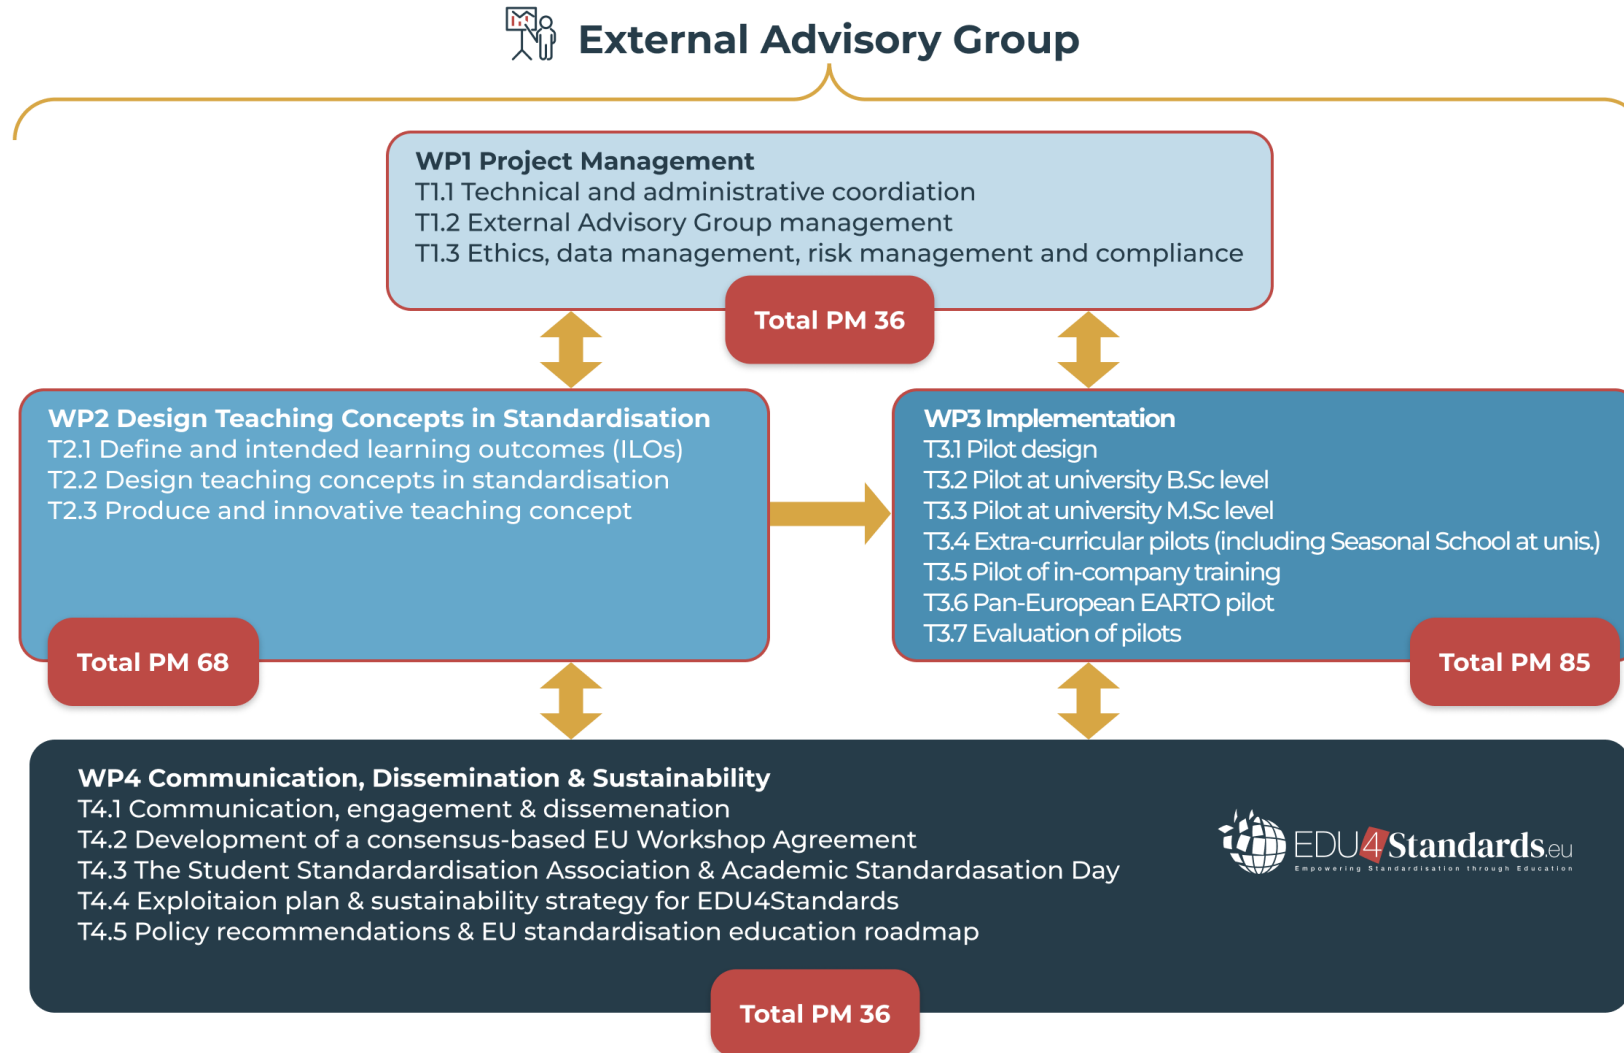 External Advisory Group
WP1 Project Management
T1.1 Technical and administrative coordiation
T1.2 External Advisory Group management
T1.3 Ethics, data management, risk management and compliance
Total PM 36
WP2 Design Teaching Concepts in Standardisation
T2.1 Define and intended learning outcomes (ILOs)
T2.2 Design teaching concepts in standardisation
T2.3 Produce and innovative teaching concept
Total PM 68
WP3 Implementation
T3.1 Pilot design
T3.2 Pilot at university B.Sc level
T3.3 Pilot at university M.Sc level
T3.4 Extra-curricular pilots (including Seasonal School at unis.)
T3.5 Pilot of in-company training
T3.6 Pan-European EARTO pilot
T3.7 Evaluation of pilots
Total PM 85
WP4 Communication, Dissemination & Sustainability
T4.1 Communication, engagement & dissemenation
T4.2 Development of a consensus-based EU Workshop Agreement
T4.3 The Student Standardardisation Association & Academic Standardasation Day
T4.4 Exploitaion plan & sustainability strategy for EDU4Standards
T4.5 Policy recommendations & EU standardisation education roadmap
EDU4Standards.eu
Empowering Standardisation through Education
Total PM 36